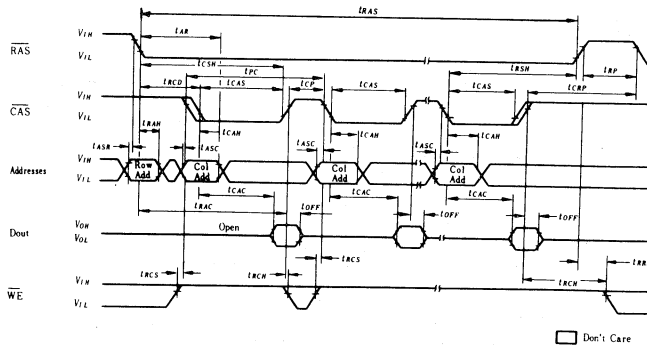 tRAS
tAR
VIH
RAS
VIL
tCSH
tRSH
tRP
tPC
tRCD
tCAS
tCP
tCAS
tCAS
tCRP
VIH
CAS
VIL
tRAH
tCAH
tCAH
tCAH
tASR
tASC
tASC
tASC
VIH
Addresses
VIL
Row Add
Col Add
Col Add
Col Add
tCAC
tCAC
tCAC
tRAC
tOFF
tOFF
tOFF
VOH
Dout
VOL
Open
tRCS
tRCH
tRCS
tRCH
VIH
WE
VIL
Don't Care